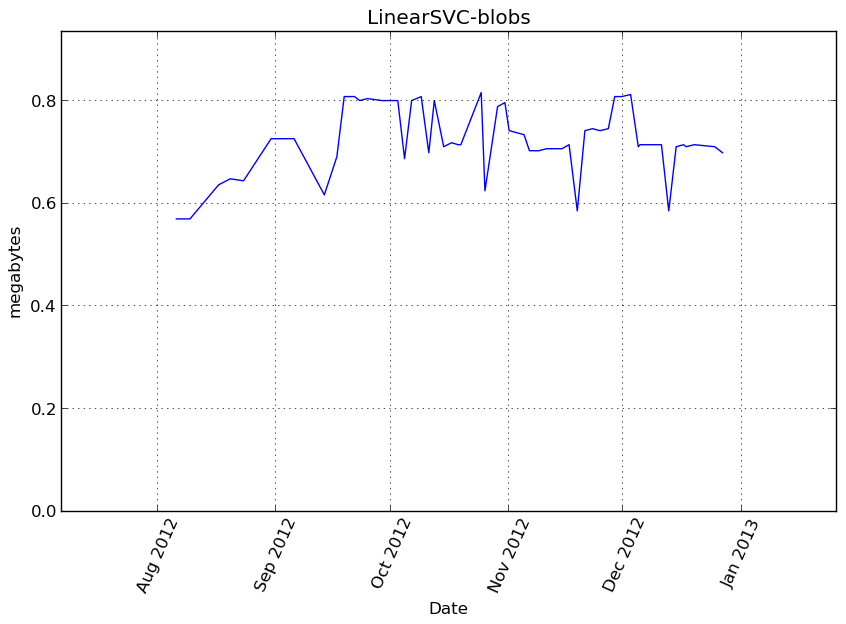 LinearSVC-blobs
megabytes
0.8
0.6
0.4
0.2
0.0
Aug 2012
Sep 2012
Oct 2012
Nov 2012
Dec 2012
Jan 2013
Date